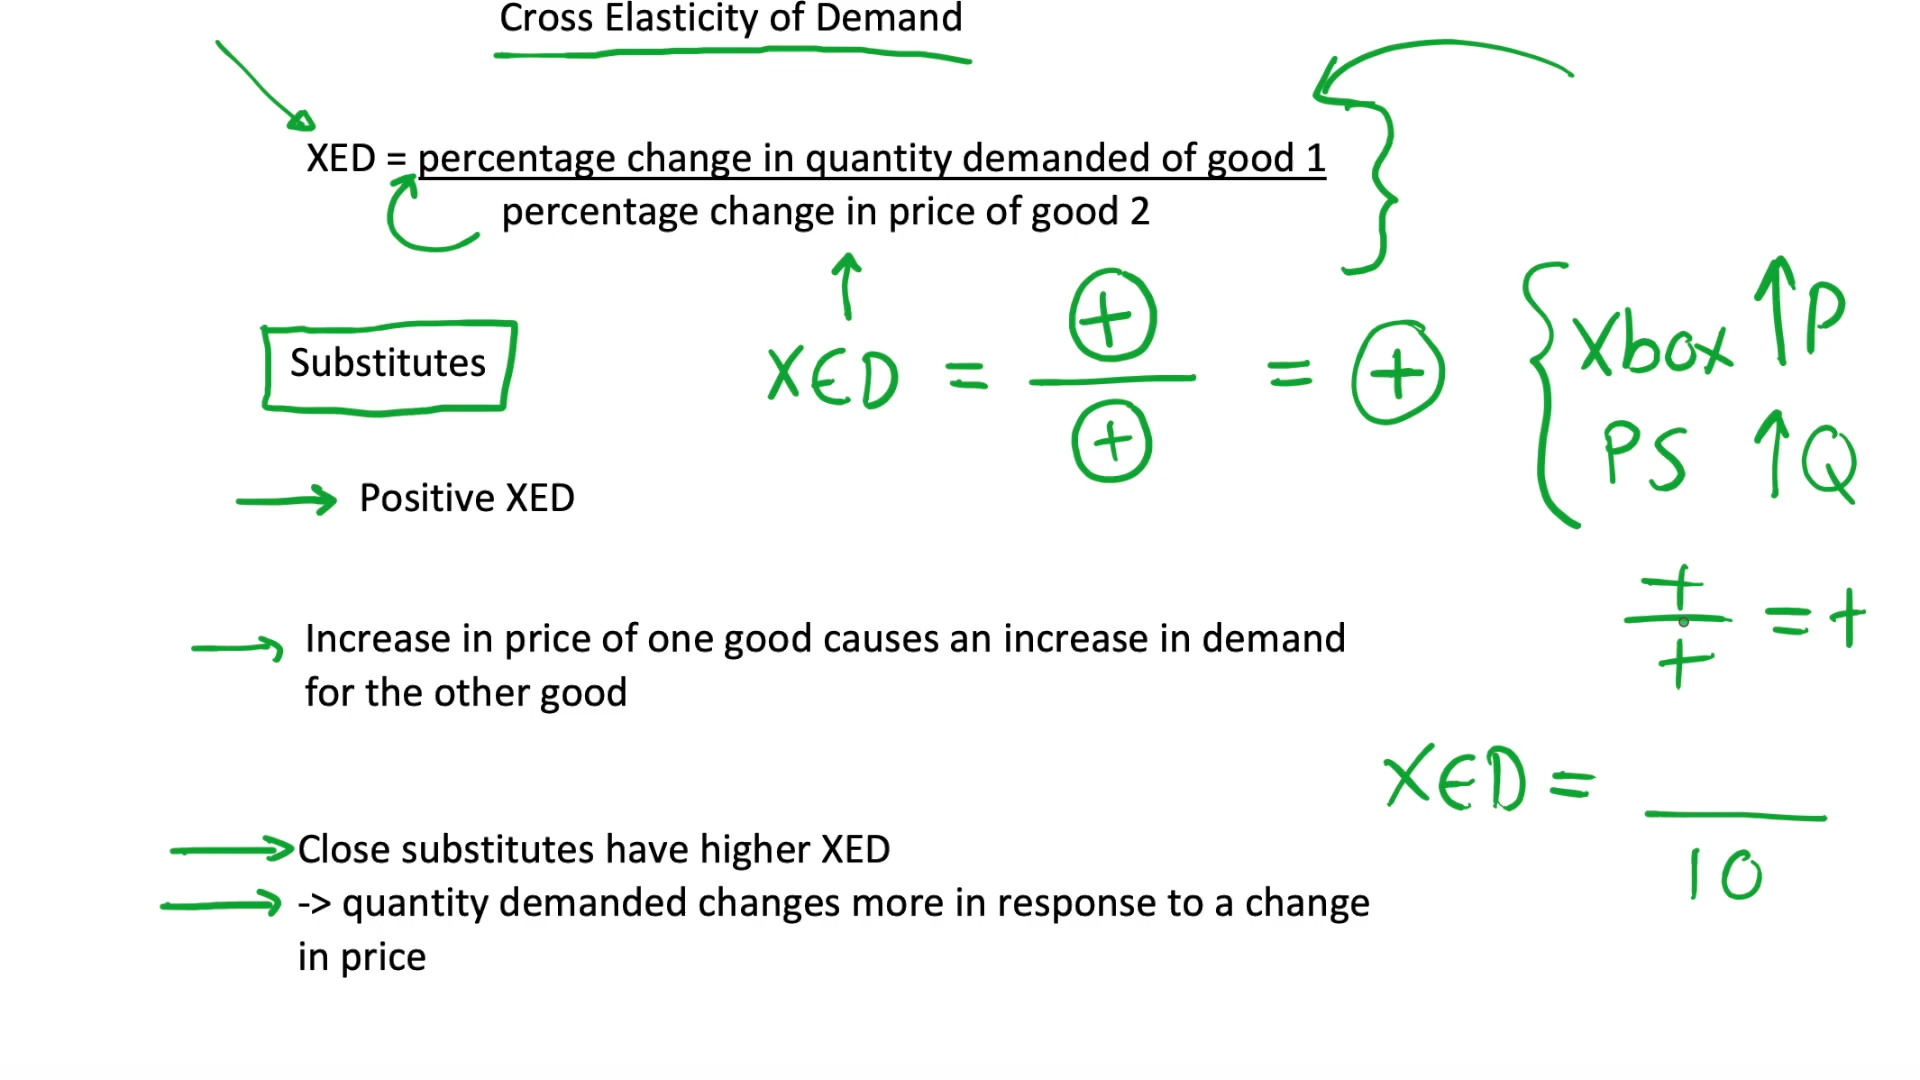 Cross Elasticity of Demand
XED = percentage change in quantity demanded of good 1
percentage change in price of good 2
Substitutes
XED = + / + = +
Xbox ↑P
PS ↑Q
Positive XED
+ / + = +
Increase in price of one good causes an increase in demand
for the other good
XED =
10
Close substitutes have higher XED
-> quantity demanded changes more in response to a change
in price